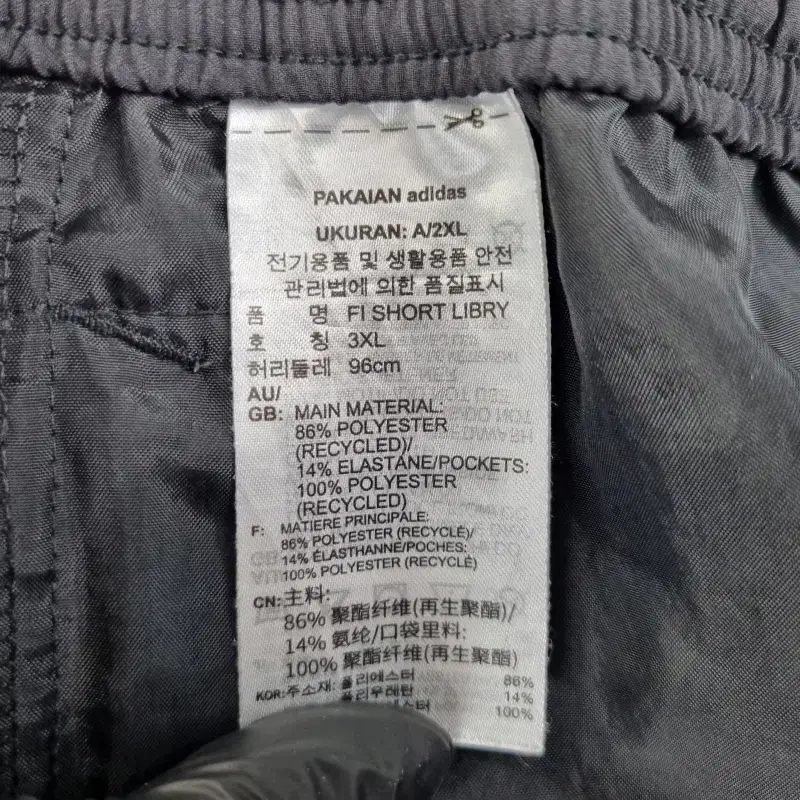 PAKAIAN adidas
UKURAN: A/2XL
전기용품 및 생활용품 안전
관리법에 의한 품질표시
품 명 FI SHORT LIBRY
호 칭 3XL
허리둘레 96cm
AU/
GB: MAIN MATERIAL:
86% POLYESTER
(RECYCLED)/
14% ELASTANE/POCKETS:
100% POLYESTER
(RECYCLED)
F: MATIERE PRINCIPALE:
86% POLYESTER (RECYCLÉ)/
14% ÉLASTHANNE/POCHES:
100% POLYESTER (RECYCLÉ)
CN: 主料:
86% 聚酯纤维(再生聚酯)/
14% 氨纶/口袋里料:
100% 聚酯纤维(再生聚酯)
KOR: 주소재: 폴리에스터 86%
폴리우레탄 14%
100%